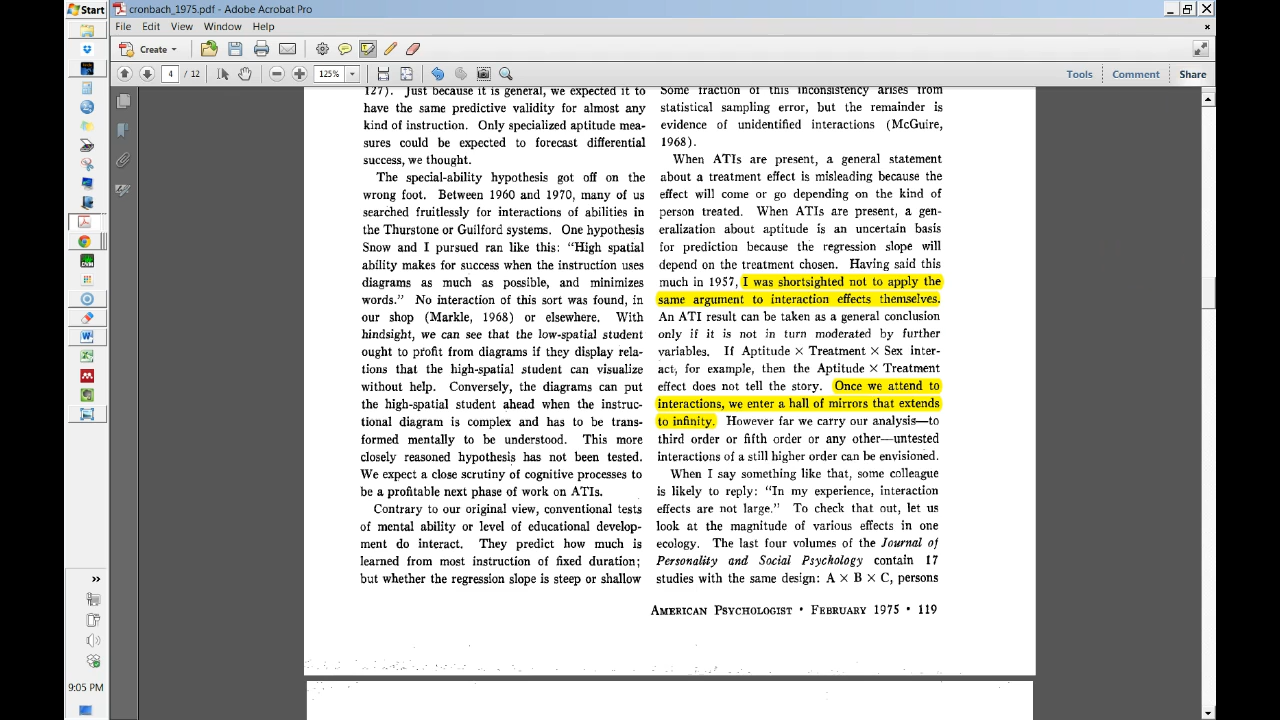 Start
cronbach_1975.pdf - Adobe Acrobat Pro
File Edit View Window Help
Create
4 / 12 125% Tools Comment Share
127). Just because it is general, we expected it to
have the same predictive validity for almost any
kind of instruction. Only specialized aptitude mea-
sures could be expected to forecast differential
success, we thought.
The special-ability hypothesis got off on the
wrong foot. Between 1960 and 1970, many of us
searched fruitlessly for interactions of abilities in
the Thurstone or Guilford systems. One hypothesis
Snow and I pursued ran like this: "High spatial
ability makes for success when the instruction uses
diagrams as much as possible, and minimizes
words." No interaction of this sort was found, in
our shop (Markle, 1968) or elsewhere. With
hindsight, we can see that the low-spatial student
ought to profit from diagrams if they display rela-
tions that the high-spatial student can visualize
without help. Conversely, the diagrams can put
the high-spatial student ahead when the instruc-
tional diagram is complex and has to be trans-
formed mentally to be understood. This more
closely reasoned hypothesis has not been tested.
We expect a close scrutiny of cognitive processes to
be a profitable next phase of work on ATIs.
Contrary to our original view, conventional tests
of mental ability or level of educational develop-
ment do interact. They predict how much is
learned from most instruction of fixed duration;
but whether the regression slope is steep or shallow
Some fraction of this inconsistency arises from
statistical sampling error, but the remainder is
evidence of unidentified interactions (McGuire,
1968).
When ATIs are present, a general statement
about a treatment effect is misleading because the
effect will come or go depending on the kind of
person treated. When ATIs are present, a gen-
eralization about aptitude is an uncertain basis
for prediction because the regression slope will
depend on the treatment chosen. Having said this
much in 1957, I was shortsighted not to apply the
same argument to interaction effects themselves.
An ATI result can be taken as a general conclusion
only if it is not in turn moderated by further
variables. If Aptitude × Treatment × Sex inter-
act, for example, then the Aptitude × Treatment
effect does not tell the story. Once we attend to
interactions, we enter a hall of mirrors that extends
to infinity. However far we carry our analysis—to
third order or fifth order or any other—untested
interactions of a still higher order can be envisioned.
When I say something like that, some colleague
is likely to reply: "In my experience, interaction
effects are not large." To check that out, let us
look at the magnitude of various effects in one
ecology. The last four volumes of the Journal of
Personality and Social Psychology contain 17
studies with the same design: A × B × C, persons
AMERICAN PSYCHOLOGIST • FEBRUARY 1975 • 119
9:05 PM